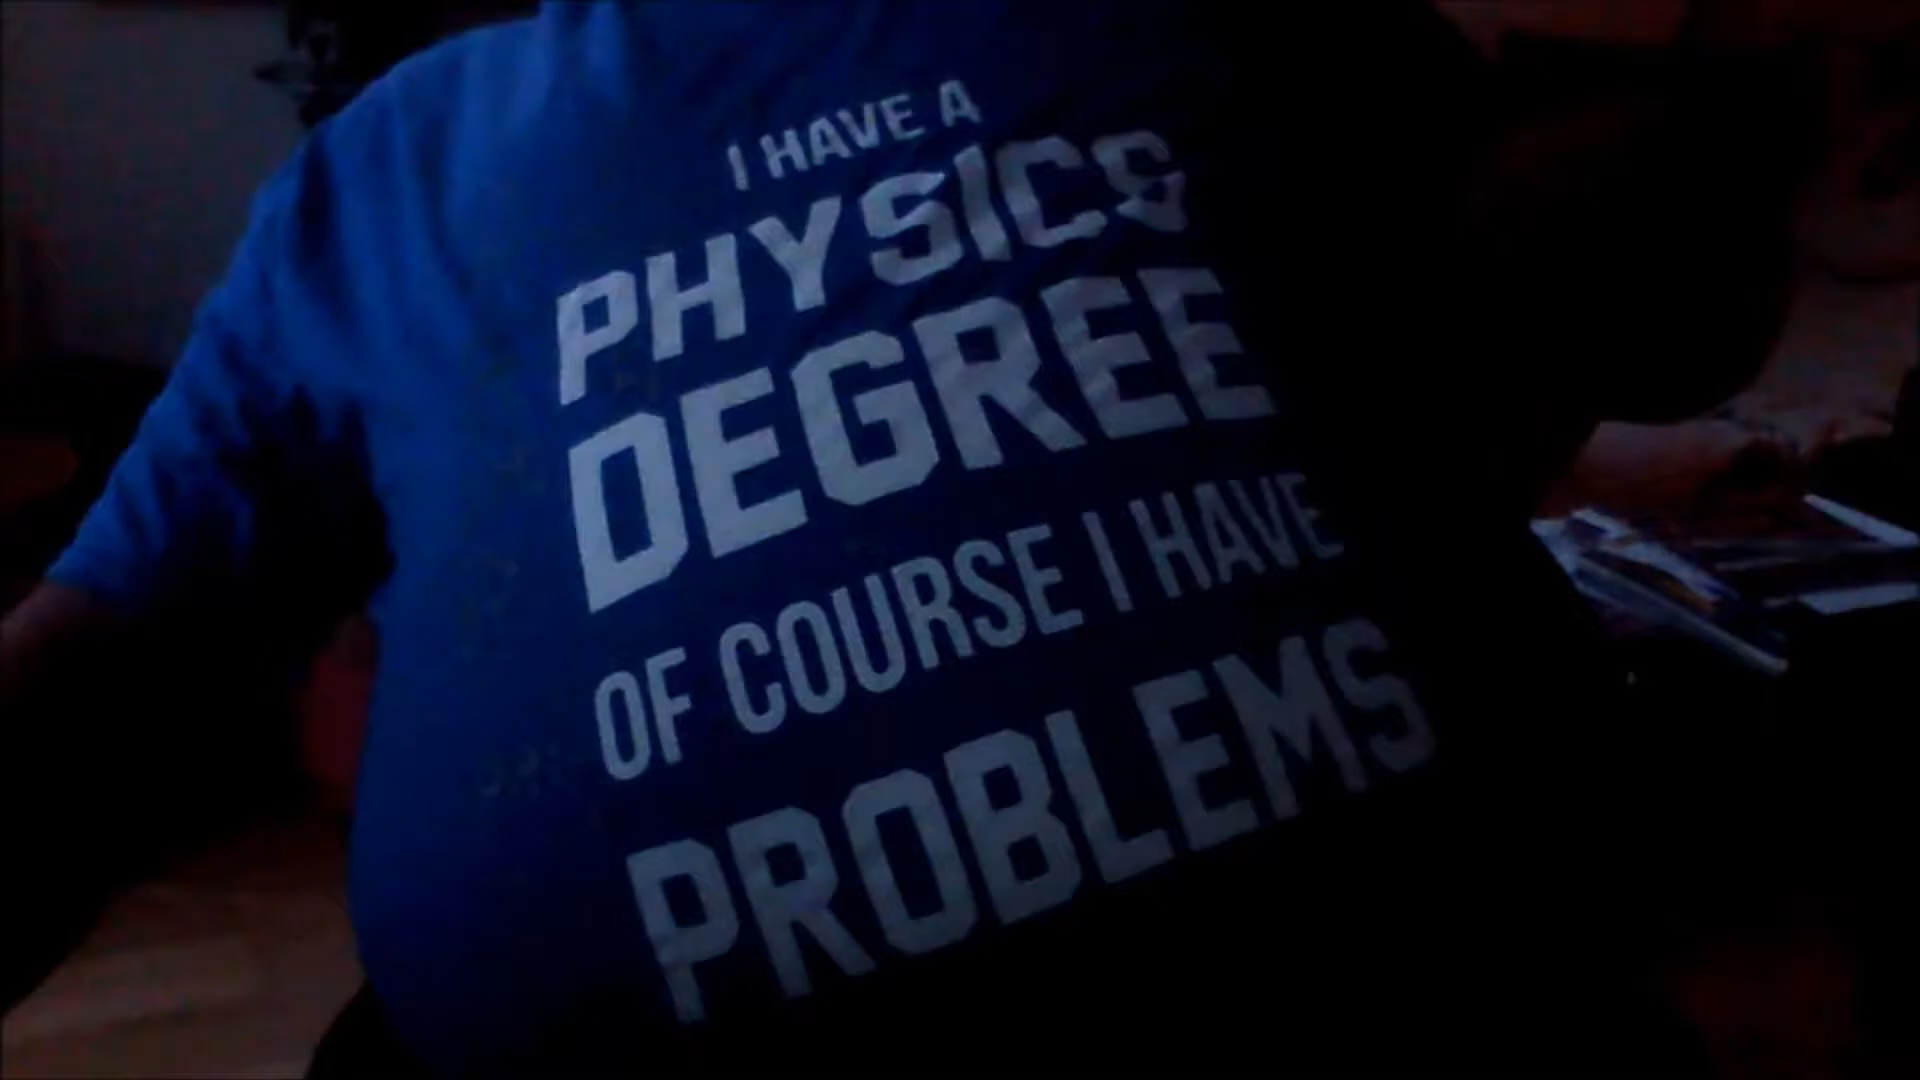 I HAVE A
PHYSICS
DEGREE
OF COURSE I HAVE
PROBLEMS